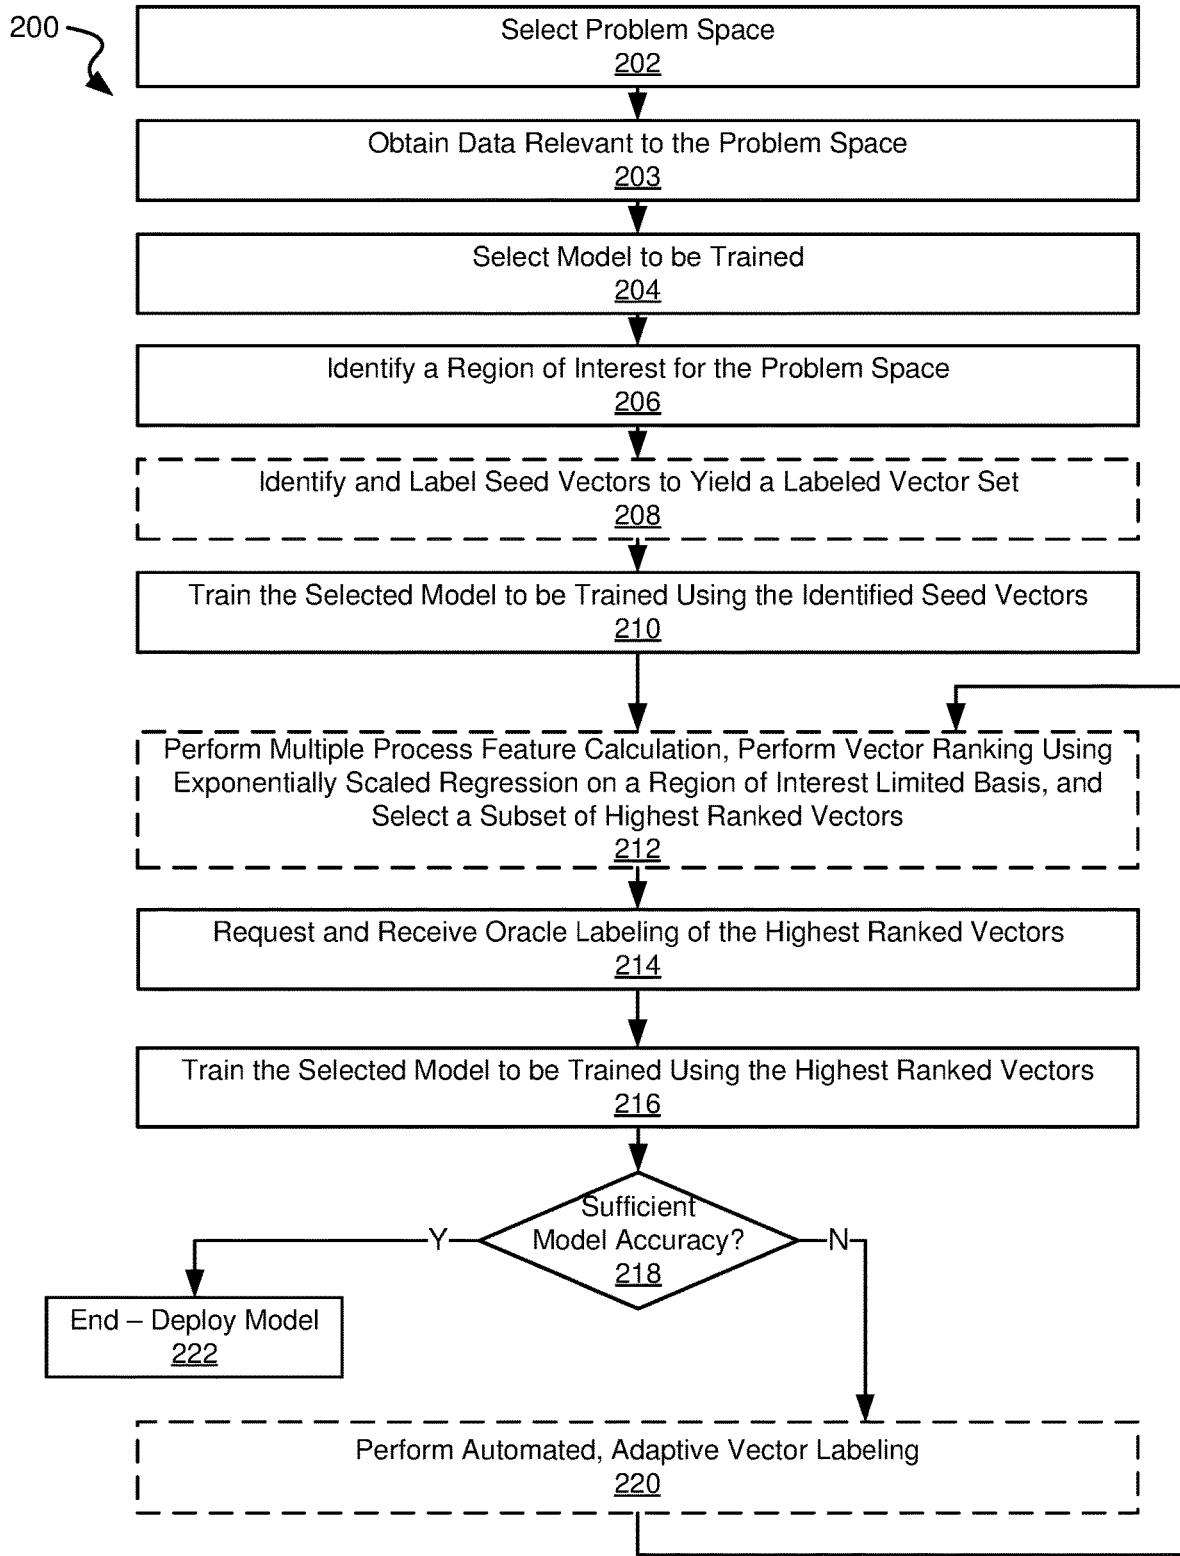 200
Select Problem Space
202
Obtain Data Relevant to the Problem Space
203
Select Model to be Trained
204
Identify a Region of Interest for the Problem Space
206
Identify and Label Seed Vectors to Yield a Labeled Vector Set
208
Train the Selected Model to be Trained Using the Identified Seed Vectors
210
Perform Multiple Process Feature Calculation, Perform Vector Ranking Using
Exponentially Scaled Regression on a Region of Interest Limited Basis, and
Select a Subset of Highest Ranked Vectors
212
Request and Receive Oracle Labeling of the Highest Ranked Vectors
214
Train the Selected Model to be Trained Using the Highest Ranked Vectors
216
Sufficient
Model Accuracy?
218
Y
N
End – Deploy Model
222
Perform Automated, Adaptive Vector Labeling
220